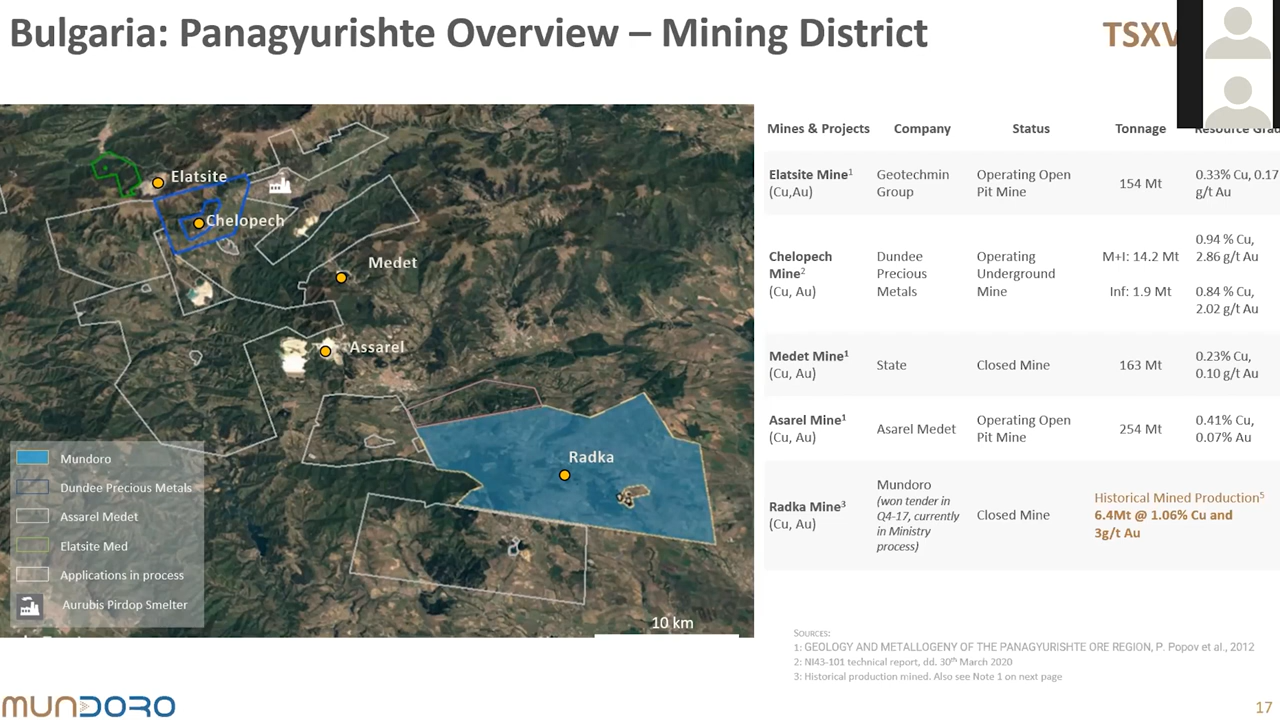 Bulgaria: Panagyurishte Overview – Mining District
TSXV
Elatsite
Chelopech
Medet
Assarel
Radka
Mundoro
Dundee Precious Metals
Assarel Medet
Elatsite Med
Applications in process
Aurubis Pirdop Smelter
10 km
Mines & Projects Company Status Tonnage
Elatsite Mine1
(Cu,Au)
Geotechmin
Group
Operating Open
Pit Mine
154 Mt
0.33% Cu, 0.17
g/t Au
Chelopech
Mine2
(Cu, Au)
Dundee
Precious
Metals
Operating
Underground
Mine
M+I: 14.2 Mt
Inf: 1.9 Mt
0.94 % Cu,
2.86 g/t Au
0.84 % Cu,
2.02 g/t Au
Medet Mine1
(Cu, Au)
State
Closed Mine
163 Mt
0.23% Cu,
0.10 g/t Au
Asarel Mine1
(Cu, Au)
Asarel Medet
Operating Open
Pit Mine
254 Mt
0.41% Cu,
0.07% Au
Radka Mine3
(Cu, Au)
Mundoro
(won tender in
Q4-17, currently
in Ministry
process)
Closed Mine
Historical Mined Production5
6.4Mt @ 1.06% Cu and
3g/t Au
Sources:
1: GEOLOGY AND METALLOGENY OF THE PANAGYURISHTE ORE REGION, P. Popov et al., 2012
2: NI43-101 technical report, dd. 30th March 2020
3: Historical production mined. Also see Note 1 on next page
MUNDORO
17